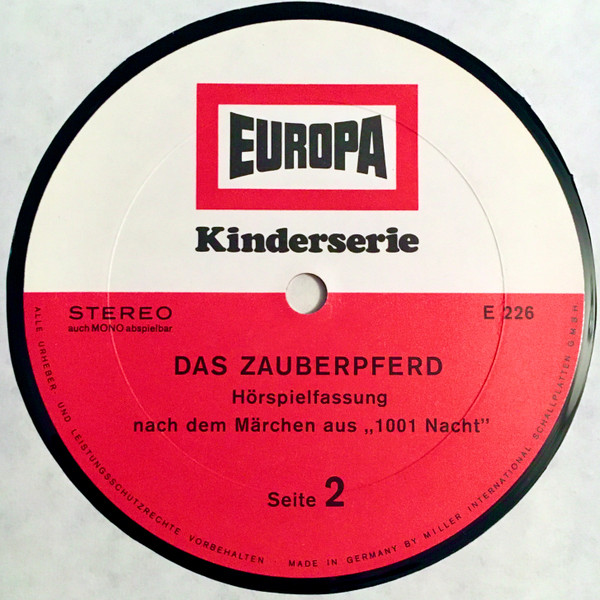 EUROPA
Kinderserie
STEREO
auch MONO abspielbar
E 226
DAS ZAUBERPFERD
Hörspielfassung
nach dem Märchen aus „1001 Nacht”
Seite 2
ALLE URHEBER- UND LEISTUNGSSCHUTZRECHTE VORBEHALTEN
MADE IN GERMANY BY MILLER INTERNATIONAL SCHALLPLATTEN G.M.B.H.